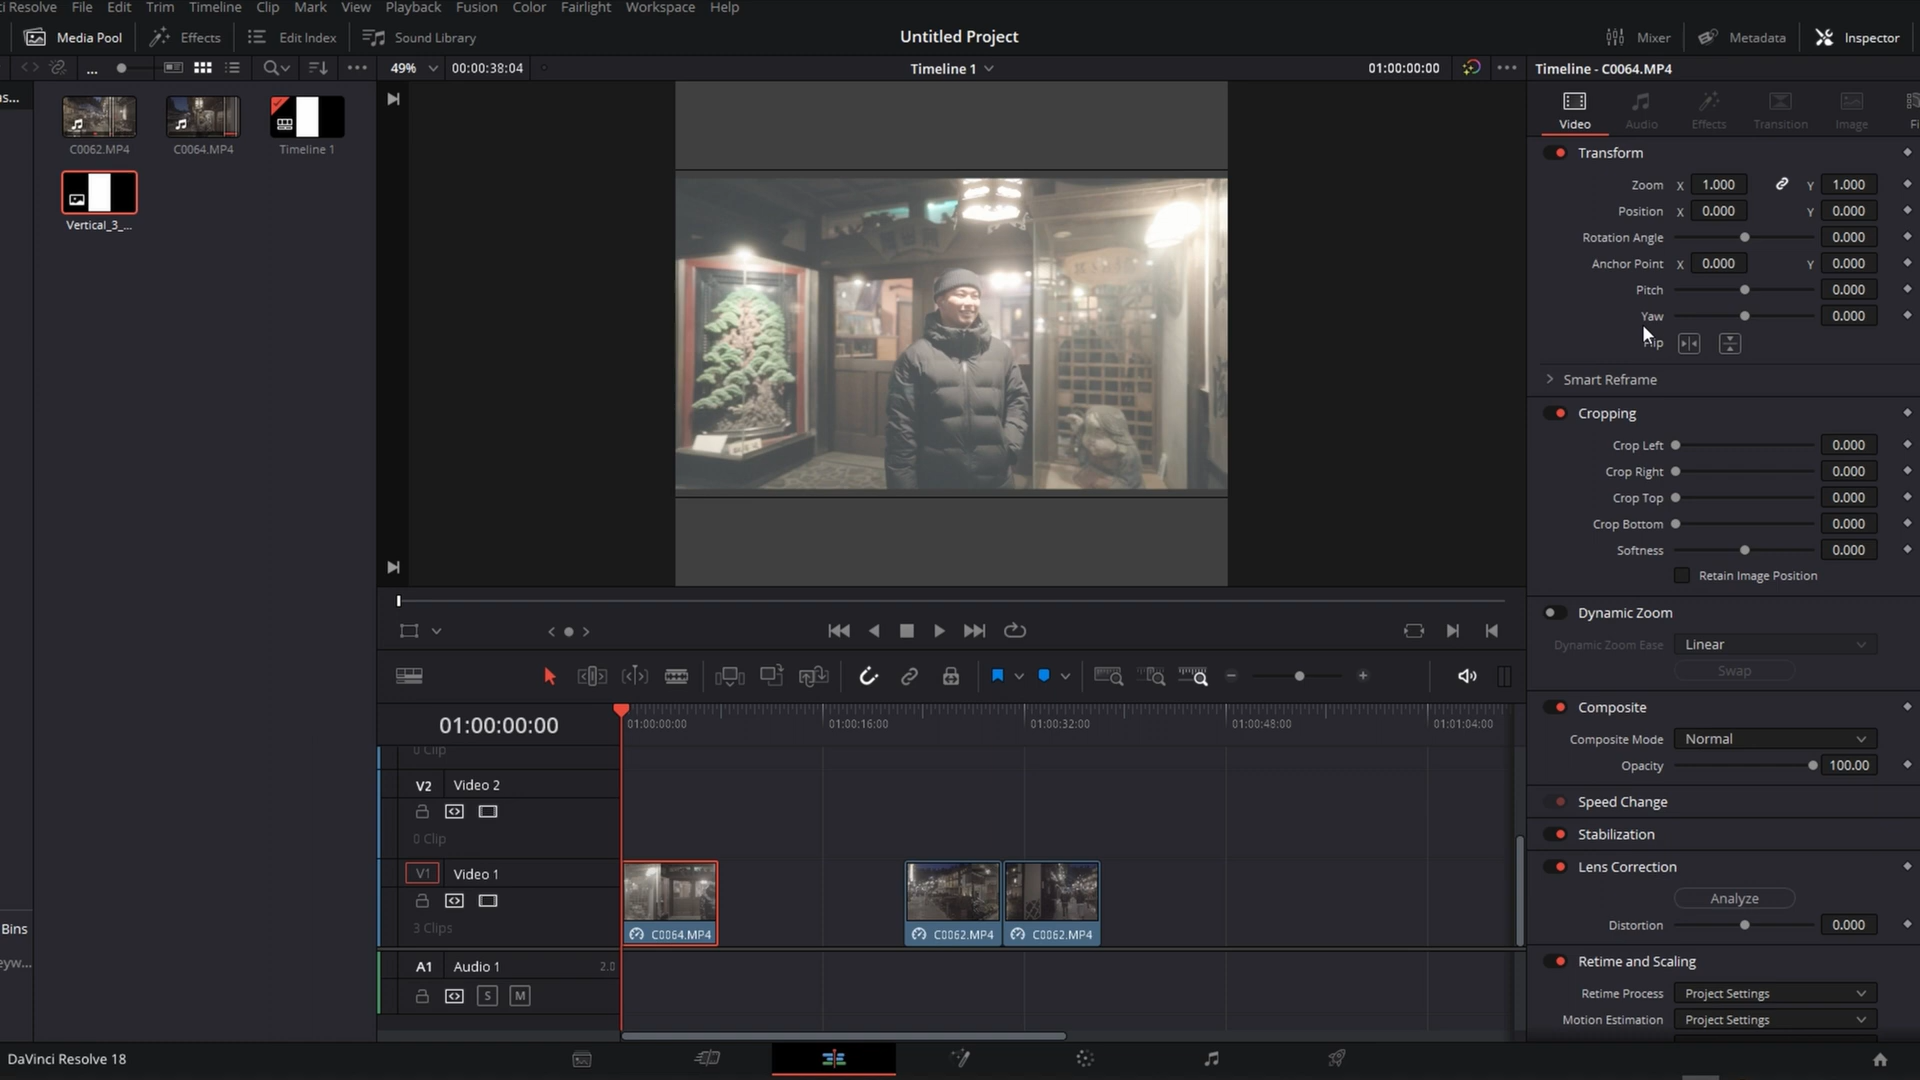 ci Resolve File Edit Trim Timeline Clip Mark View Playback Fusion Color Fairlight Workspace Help
Media Pool Effects Edit Index Sound Library Untitled Project Mixer Metadata Inspector
... 49% 00:00:38:04 Timeline 1 01:00:00:00 Timeline - C0064.MP4
C0062.MP4 C0064.MP4 Timeline 1
Vertical_3_...
Video Audio Effects Transition Image Fi
Transform
Zoom X 1.000 Y 1.000
Position X 0.000 Y 0.000
Rotation Angle 0.000
Anchor Point X 0.000 Y 0.000
Pitch 0.000
Yaw 0.000
Smart Reframe
Cropping
Crop Left 0.000
Crop Right 0.000
Crop Top 0.000
Crop Bottom 0.000
Softness 0.000
Retain Image Position
Dynamic Zoom
Dynamic Zoom Ease Linear
Swap
Composite
Composite Mode Normal
Opacity 100.00
Speed Change
Stabilization
Lens Correction
Analyze
Distortion 0.000
Retime and Scaling
Retime Process Project Settings
Motion Estimation Project Settings
01:00:00:00 01:00:00:00 01:00:16:00 01:00:32:00 01:00:48:00 01:01:04:00
0 Clip
V2 Video 2
0 Clip
V1 Video 1
3 Clips
C0064.MP4 C0062.MP4 C0062.MP4
A1 Audio 1 2.0
S M
Bins
DaVinci Resolve 18